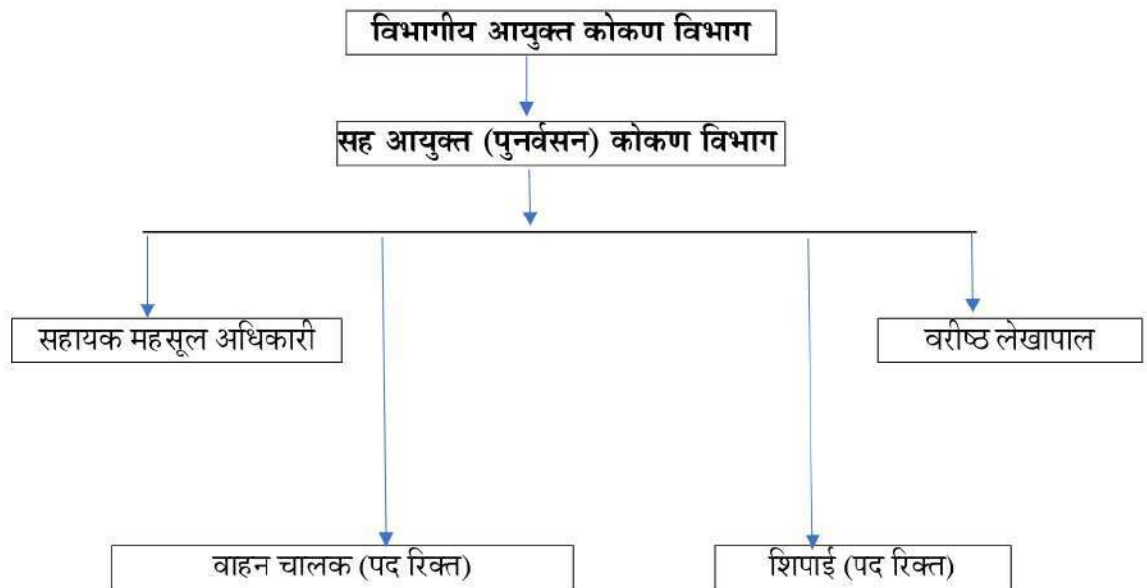 विभागीय आयुक्त कोकण विभाग
सह आयुक्त (पुनर्वसन) कोकण विभाग
सहायक महसूल अधिकारी
वरीष्ठ लेखापाल
वाहन चालक (पद रिक्त)
शिपाई (पद रिक्त)